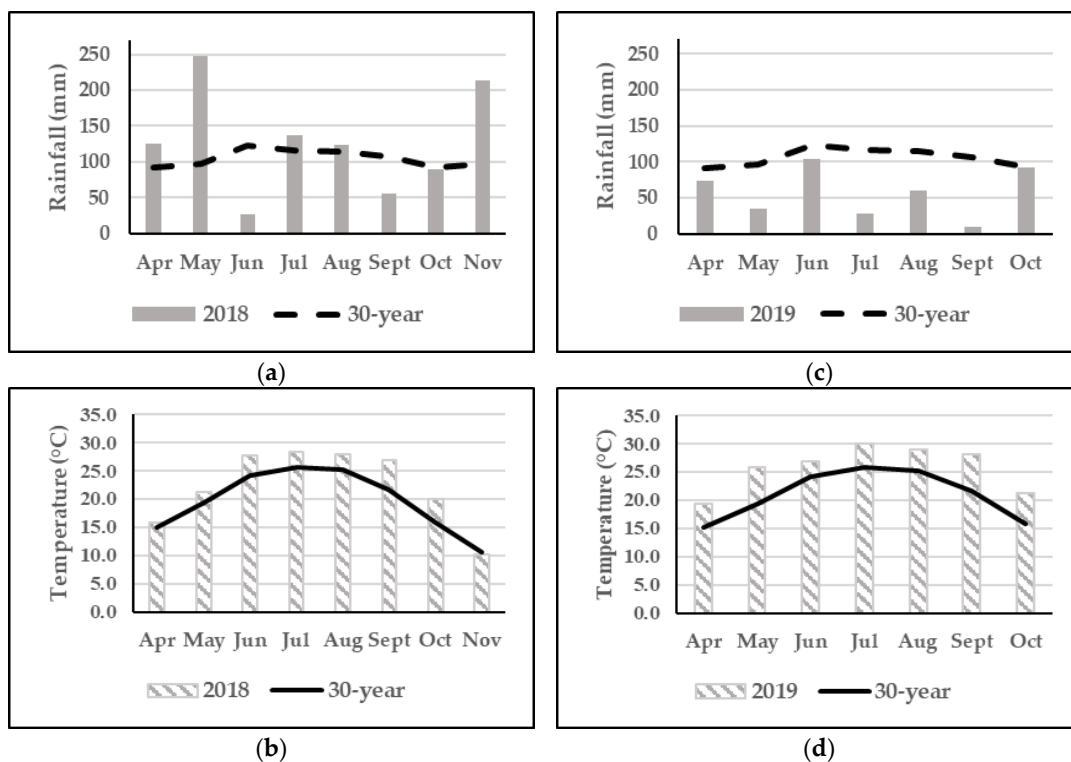 Rainfall (mm)
250
200
150
100
50
0
Apr May Jun Jul Aug Sept Oct Nov
2018 30-year
(a)
Rainfall (mm)
250
200
150
100
50
0
Apr May Jun Jul Aug Sept Oct
2019 30-year
(c)
Temperature (°C)
35.0
30.0
25.0
20.0
15.0
10.0
5.0
0.0
Apr May Jun Jul Aug Sept Oct Nov
2018 30-year
(b)
Temperature (°C)
35.0
30.0
25.0
20.0
15.0
10.0
5.0
0.0
Apr May Jun Jul Aug Sept Oct
2019 30-year
(d)